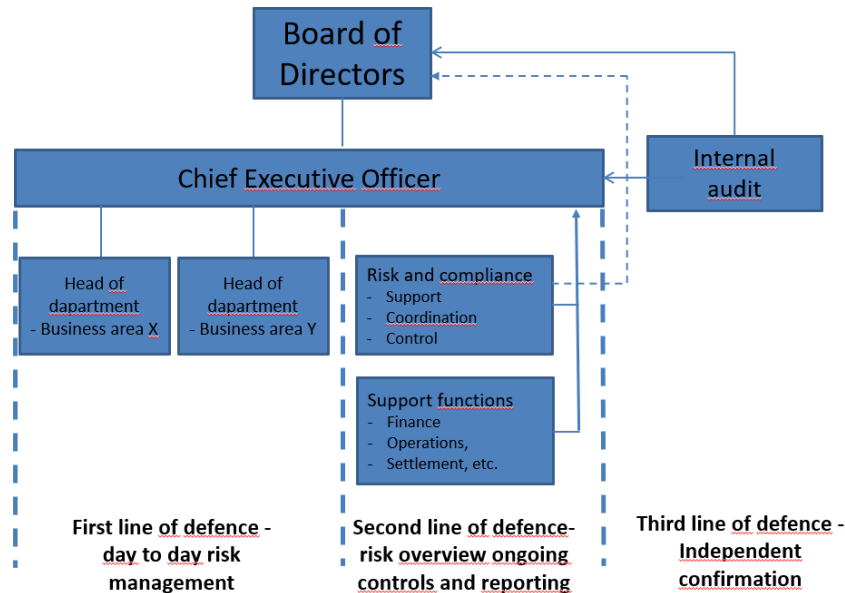 Board of
Directors
Chief Executive Officer
Internal
audit
Head of
dapartment
- Business area X
Head of
dapartment
- Business area Y
Risk and compliance
- Support
- Coordination
- Control
Support functions
- Finance
- Operations,
- Settlement, etc.
First line of defence -
day to day risk
management
Second line of defence-
risk overview ongoing
controls and reporting
Third line of defence -
Independent
confirmation